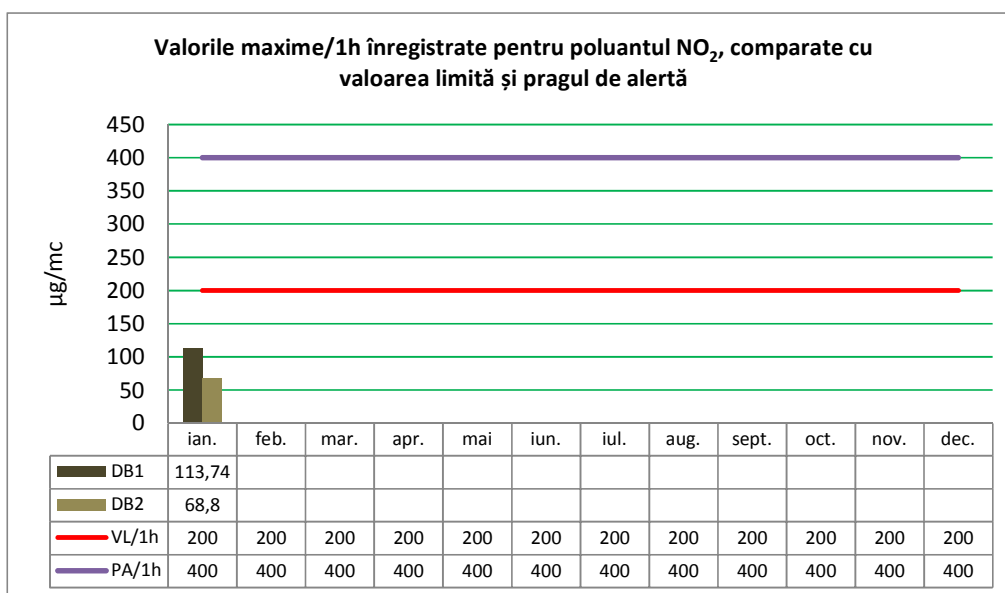 Valorile maxime/1h înregistrate pentru poluantul NO₂, comparate cu
valoarea limită și pragul de alertă
µg/mc
450
400
350
300
250
200
150
100
50
0
ian. feb. mar. apr. mai iun. iul. aug. sept. oct. nov. dec.
DB1 113,74
DB2 68,8
VL/1h 200 200 200 200 200 200 200 200 200 200 200 200
PA/1h 400 400 400 400 400 400 400 400 400 400 400 400